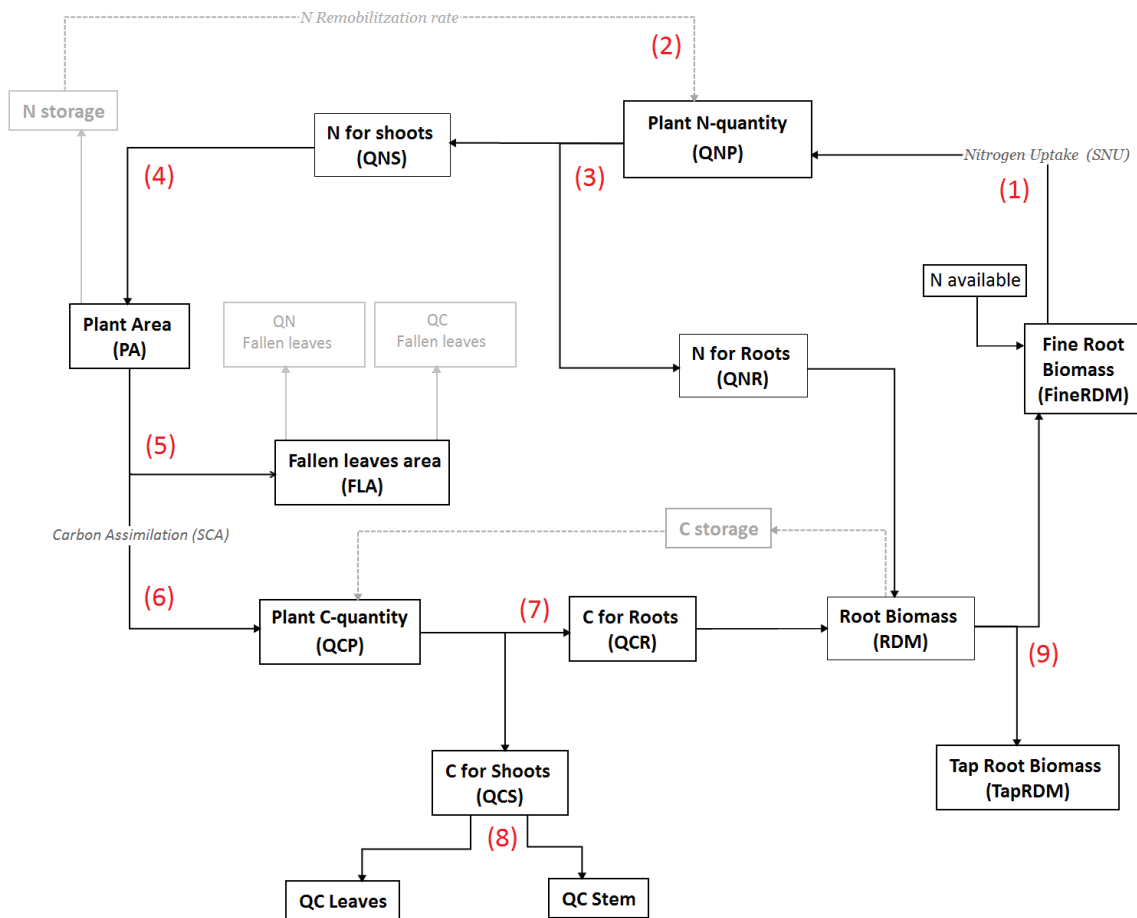 N Remobilitzation rate
(2)
N storage
N for shoots
(QNS)
Plant N-quantity
(QNP)
Nitrogen Uptake (SNU)
(4)
(3)
(1)
N available
Plant Area
(PA)
QN
Fallen leaves
QC
Fallen leaves
N for Roots
(QNR)
Fine Root
Biomass
(FineRDM)
(5)
Fallen leaves area
(FLA)
Carbon Assimilation (SCA)
C storage
(6)
Plant C-quantity
(QCP)
(7)
C for Roots
(QCR)
Root Biomass
(RDM)
(9)
C for Shoots
(QCS)
Tap Root Biomass
(TapRDM)
(8)
QC Leaves
QC Stem